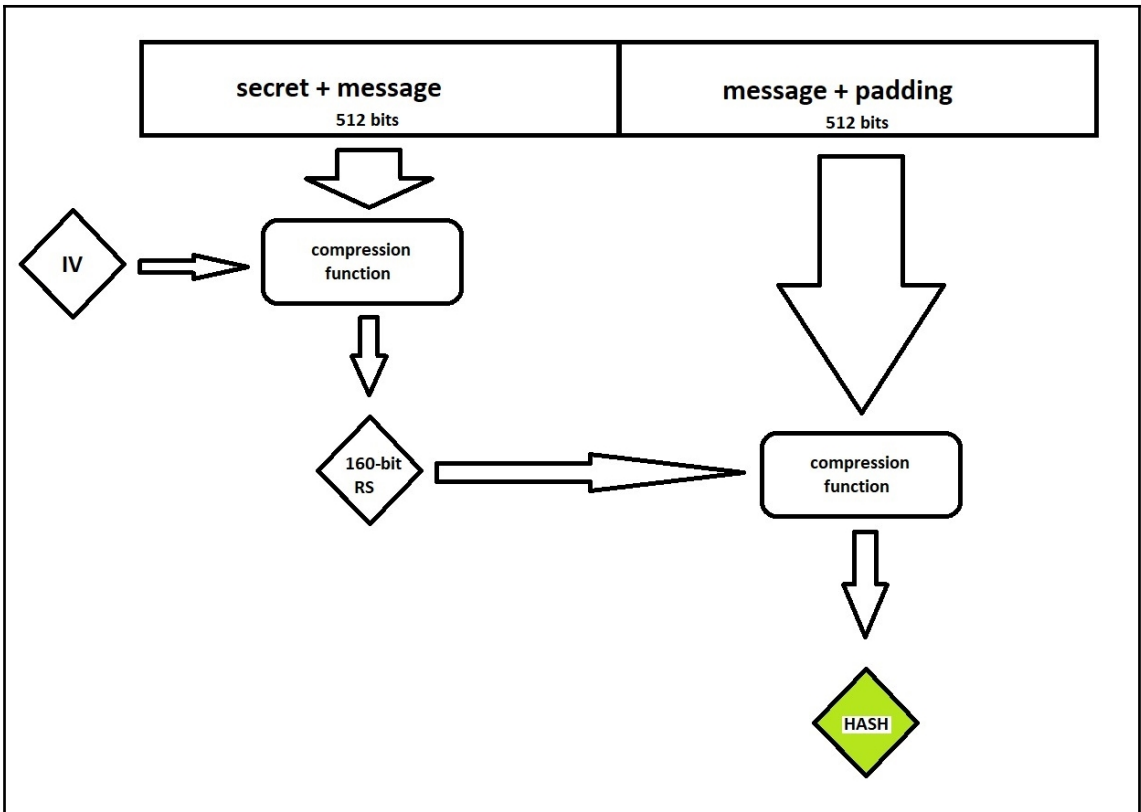 secret + message
512 bits
message + padding
512 bits
IV
compression
function
160-bit
RS
compression
function
HASH